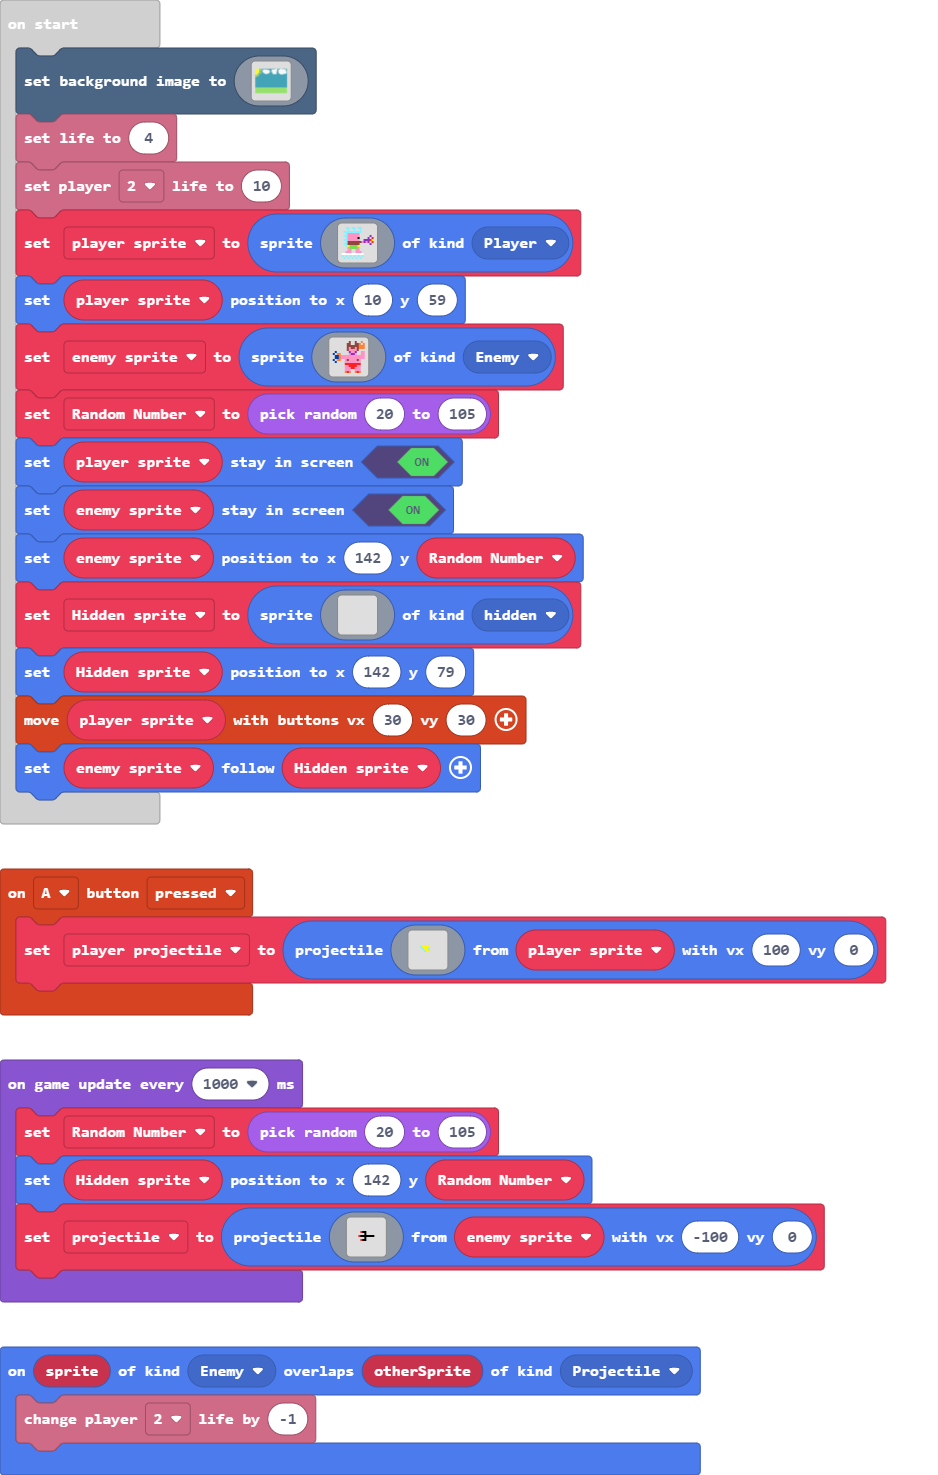 on start
set background image to
set life to 4
set player 2 life to 10
set player sprite to sprite of kind Player
set player sprite position to x 10 y 59
set enemy sprite to sprite of kind Enemy
set Random Number to pick random 20 to 105
set player sprite stay in screen ON
set enemy sprite stay in screen ON
set enemy sprite position to x 142 y Random Number
set Hidden sprite to sprite of kind hidden
set Hidden sprite position to x 142 y 79
move player sprite with buttons vx 30 vy 30
set enemy sprite follow Hidden sprite
on A button pressed
set player projectile to projectile from player sprite with vx 100 vy 0
on game update every 1000 ms
set Random Number to pick random 20 to 105
set Hidden sprite position to x 142 y Random Number
set projectile to projectile from enemy sprite with vx -100 vy 0
on sprite of kind Enemy overlaps otherSprite of kind Projectile
change player 2 life by -1